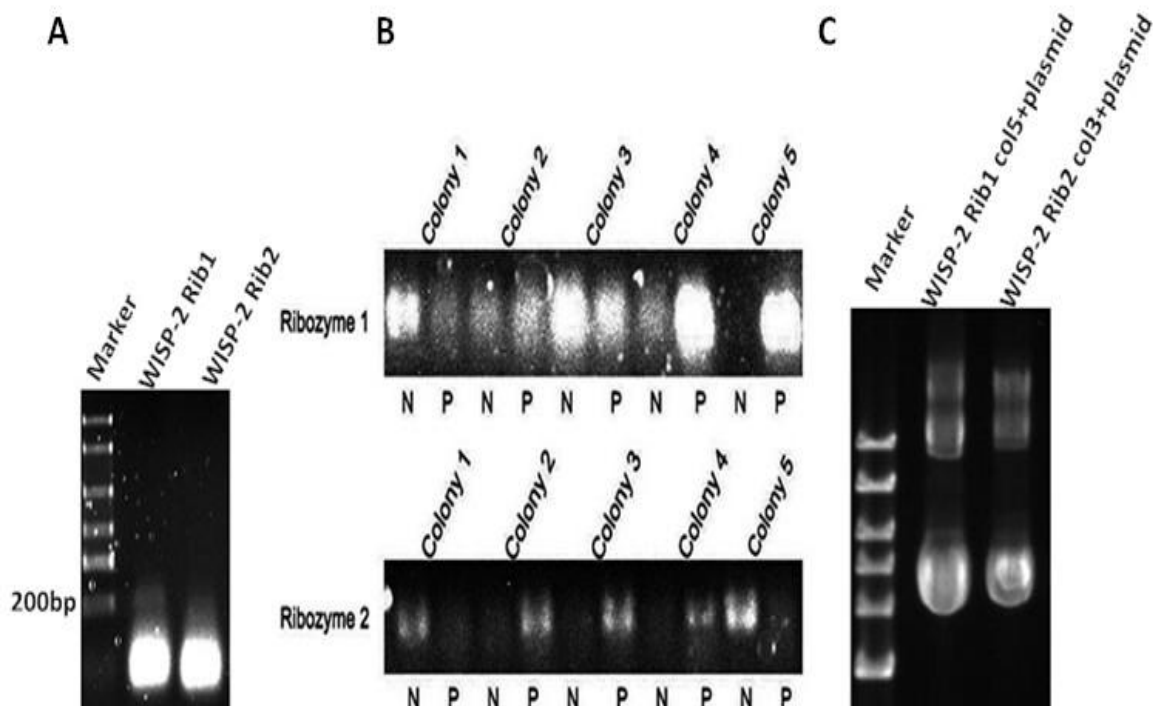 A
Marker
WISP-2 Rib1
WISP-2 Rib2
200bp
B
Colony 1
Colony 2
Colony 3
Colony 4
Colony 5
Ribozyme 1
N P N P N P N P N P
Colony 1
Colony 2
Colony 3
Colony 4
Colony 5
Ribozyme 2
N P N P N P N P N P
C
Marker
WISP-2 Rib1 col5+plasmid
WISP-2 Rib2 col3+plasmid